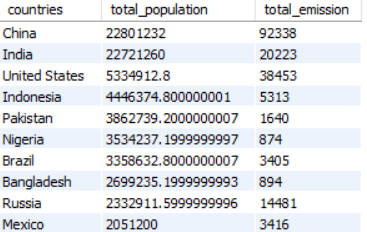 countries total_population total_emission
China 22801232 92338
India 22721260 20223
United States 5334912.8 38453
Indonesia 4446374.800000001 5313
Pakistan 3862739.2000000007 1640
Nigeria 3534237.1999999997 874
Brazil 3358632.8000000007 3405
Bangladesh 2699235.1999999993 894
Russia 2332911.5999999996 14481
Mexico 2051200 3416